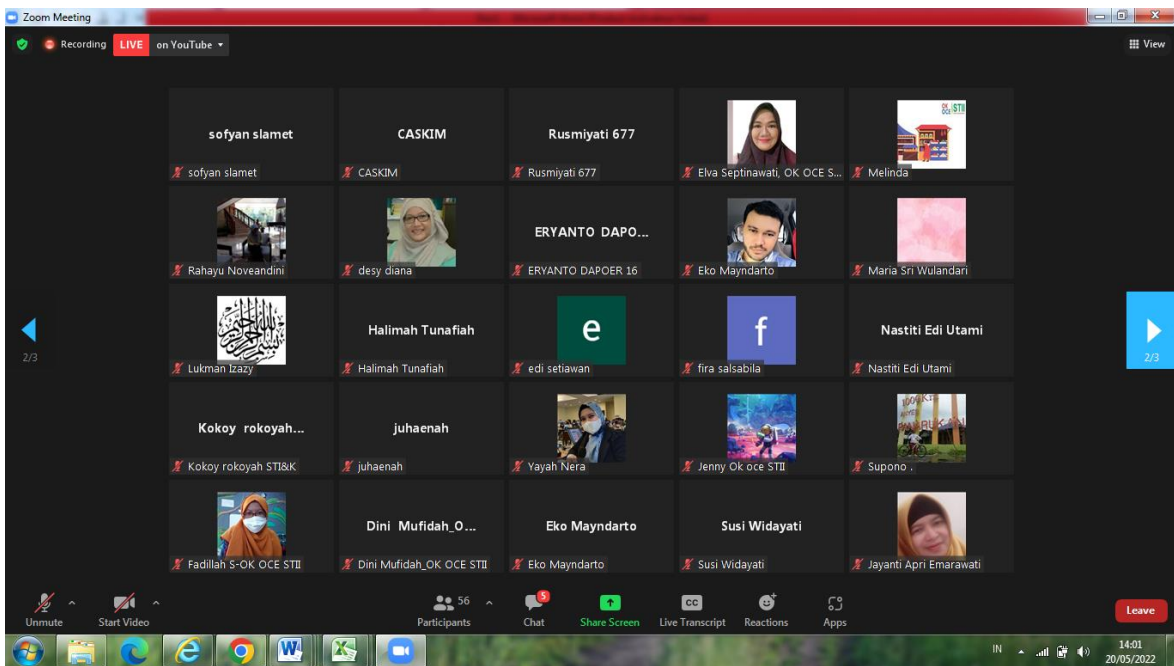 Zoom Meeting
Recording LIVE on YouTube
View
sofyan slamet CASKIM Rusmiyati 677 OK OCE STII
sofyan slamet CASKIM Rusmiyati 677 Elva Septinawati, OK OCE S... Melinda
ERYANTO DAPO...
Rahayu Noveandini desy diana ERYANTO DAPOER 16 Eko Mayndarto Maria Sri Wulandari
Halimah Tunafiah e f Nastiti Edi Utami
Lukman Izazy Halimah Tunafiah edi setiawan fira salsabila Nastiti Edi Utami
2/3 2/3
Kokoy rokoyah... juhaenah
Kokoy rokoyah STI&K juhaenah Yayah Nera Jenny Ok oce STII Supono .
Dini Mufidah_O... Eko Mayndarto Susi Widayati
Fadillah S-OK OCE STII Dini Mufidah_OK OCE STII Eko Mayndarto Susi Widayati Jayanti Apri Emarawati
56 5 CC
Unmute Start Video Participants Chat Share Screen Live Transcript Reactions Apps Leave
IN 14:01
20/05/2022